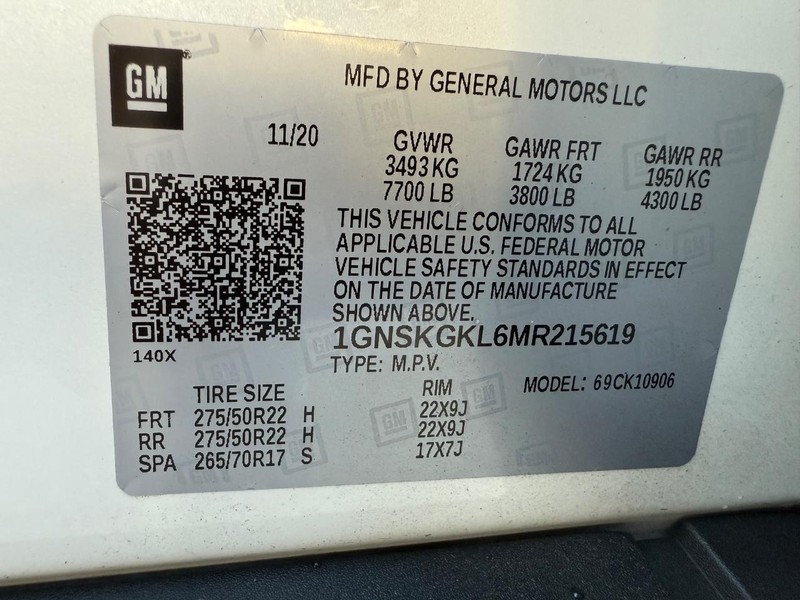 GM
MFD BY GENERAL MOTORS LLC
11/20 GVWR GAWR FRT GAWR RR
3493 KG 1724 KG 1950 KG
7700 LB 3800 LB 4300 LB
THIS VEHICLE CONFORMS TO ALL
APPLICABLE U.S. FEDERAL MOTOR
VEHICLE SAFETY STANDARDS IN EFFECT
ON THE DATE OF MANUFACTURE
SHOWN ABOVE.
1GNSKGKL6MR215619
140X
TYPE: M.P.V. MODEL: 69CK10906
TIRE SIZE RIM
FRT 275/50R22 H 22X9J
RR 275/50R22 H 22X9J
SPA 265/70R17 S 17X7J